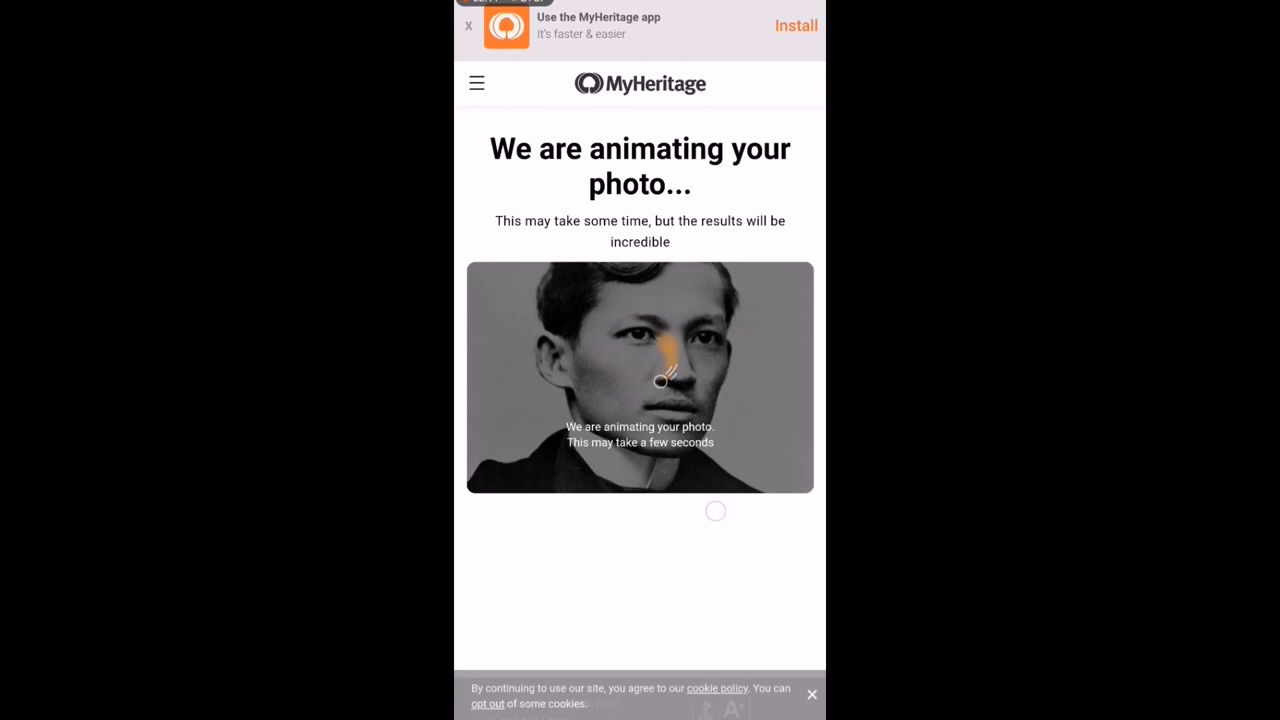 Use the MyHeritage app
X
It's faster & easier
Install
MyHeritage
We are animating your
photo...
This may take some time, but the results will be
incredible
We are animating your photo.
This may take a few seconds
By continuing to use our site, you agree to our cookie policy. You can
opt out of some cookies.
A+